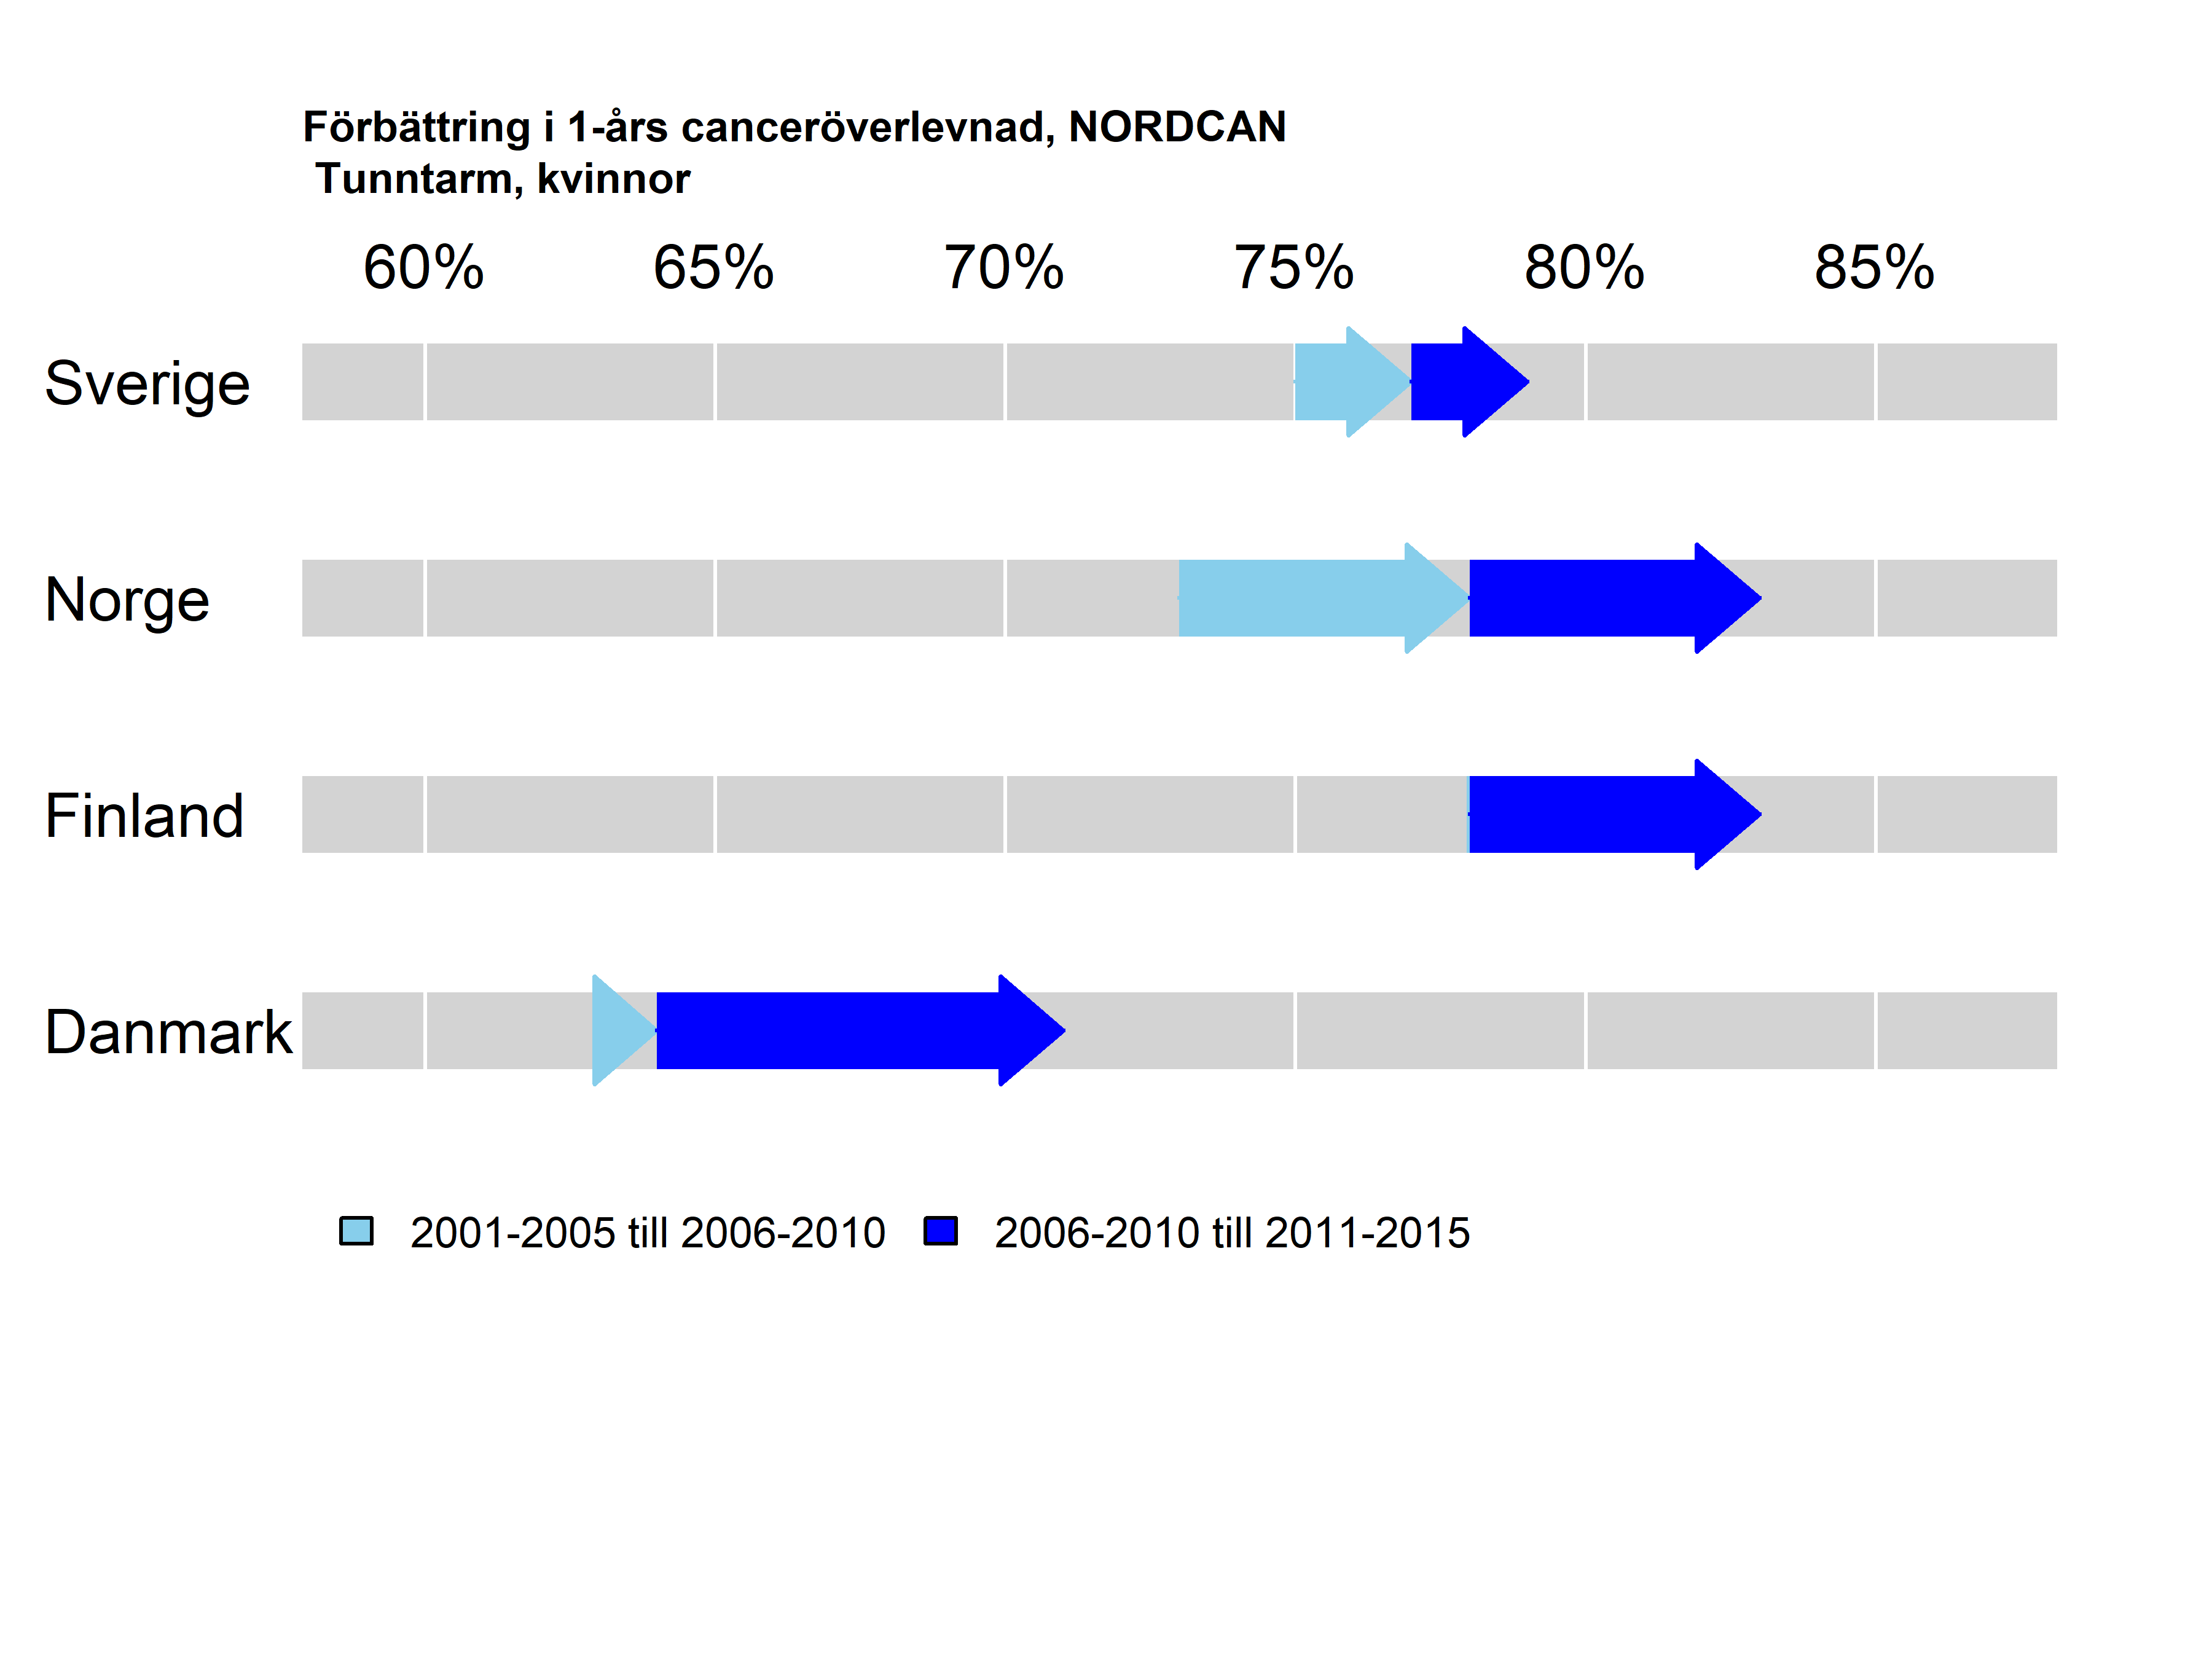 Förbättring i 1-års canceröverlevnad, NORDCAN
Tunntarm, kvinnor
60% 65% 70% 75% 80% 85%
Sverige
Norge
Finland
Danmark
2001-2005 till 2006-2010 2006-2010 till 2011-2015